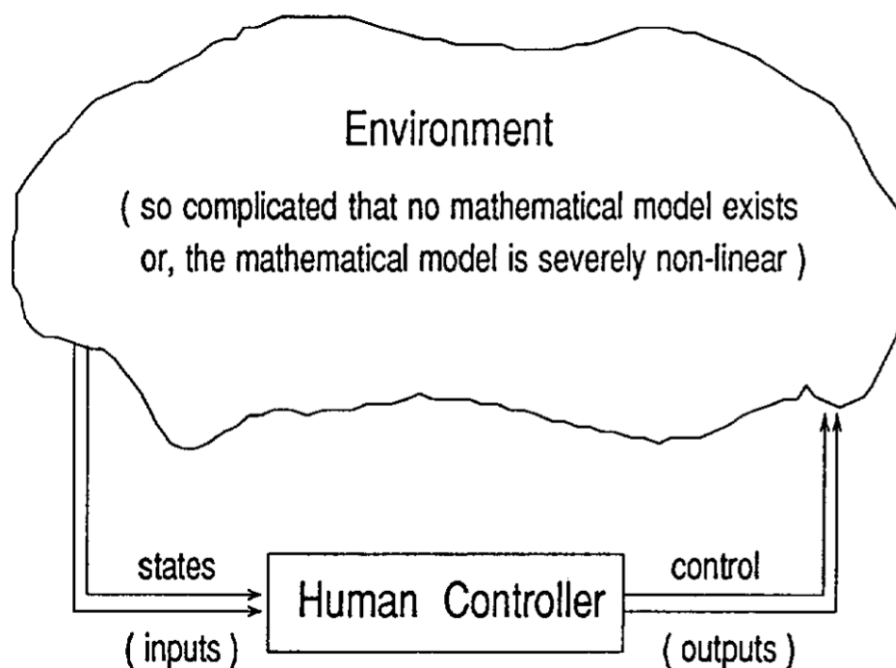 Environment
( so complicated that no mathematical model exists
or, the mathematical model is severely non-linear )
states
control
Human Controller
( inputs )
( outputs )